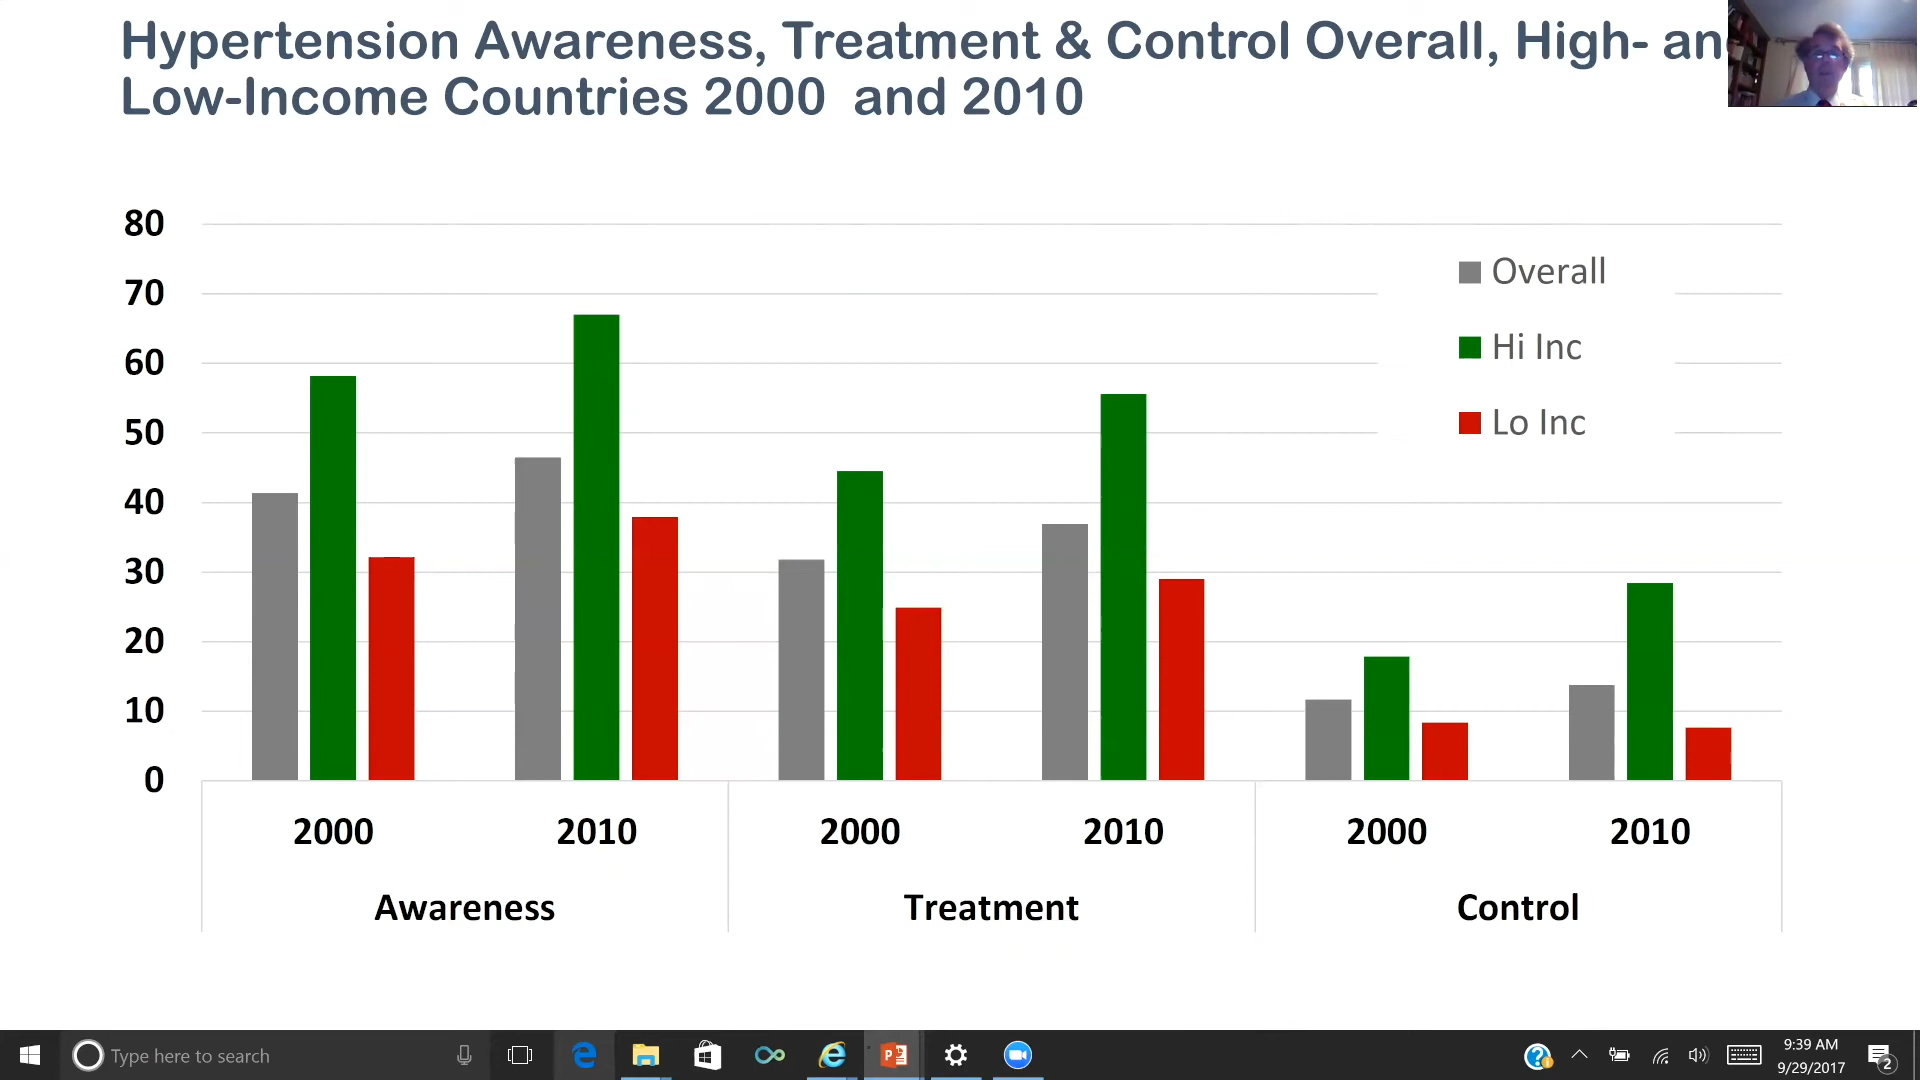 Hypertension Awareness, Treatment & Control Overall, High- an
Low-Income Countries 2000 and 2010
80
70
60
50
40
30
20
10
0
Overall
Hi Inc
Lo Inc
2000
2010
2000
2010
2000
2010
Awareness
Treatment
Control
Type here to search
9:39 AM
9/29/2017
2